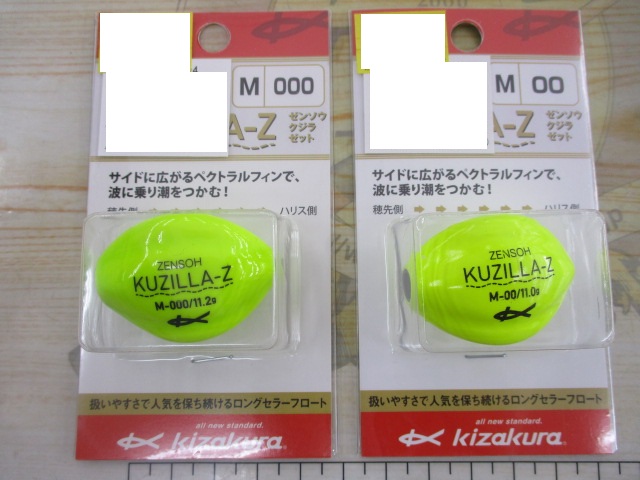 M 000
A-Z
ゼンソウ
クジラ
ゼット
サイドに広がるペクトラルフィンで、
波に乗り潮をつかむ！
穂先側
ハリス側
ZENSOH
KUZILLA-Z
M-000/11.2g
扱いやすさで人気を保ち続けるロングセラーフロート
all new standard.
kizakura
M 00
A-Z
ゼンソウ
クジラ
ゼット
サイドに広がるペクトラルフィンで、
波に乗り潮をつかむ！
穂先側
ハリス側
ZENSOH
KUZILLA-Z
M-00/11.0g
扱いやすさで人気を保ち続けるロングセラーフロート
all new standard.
kizakura